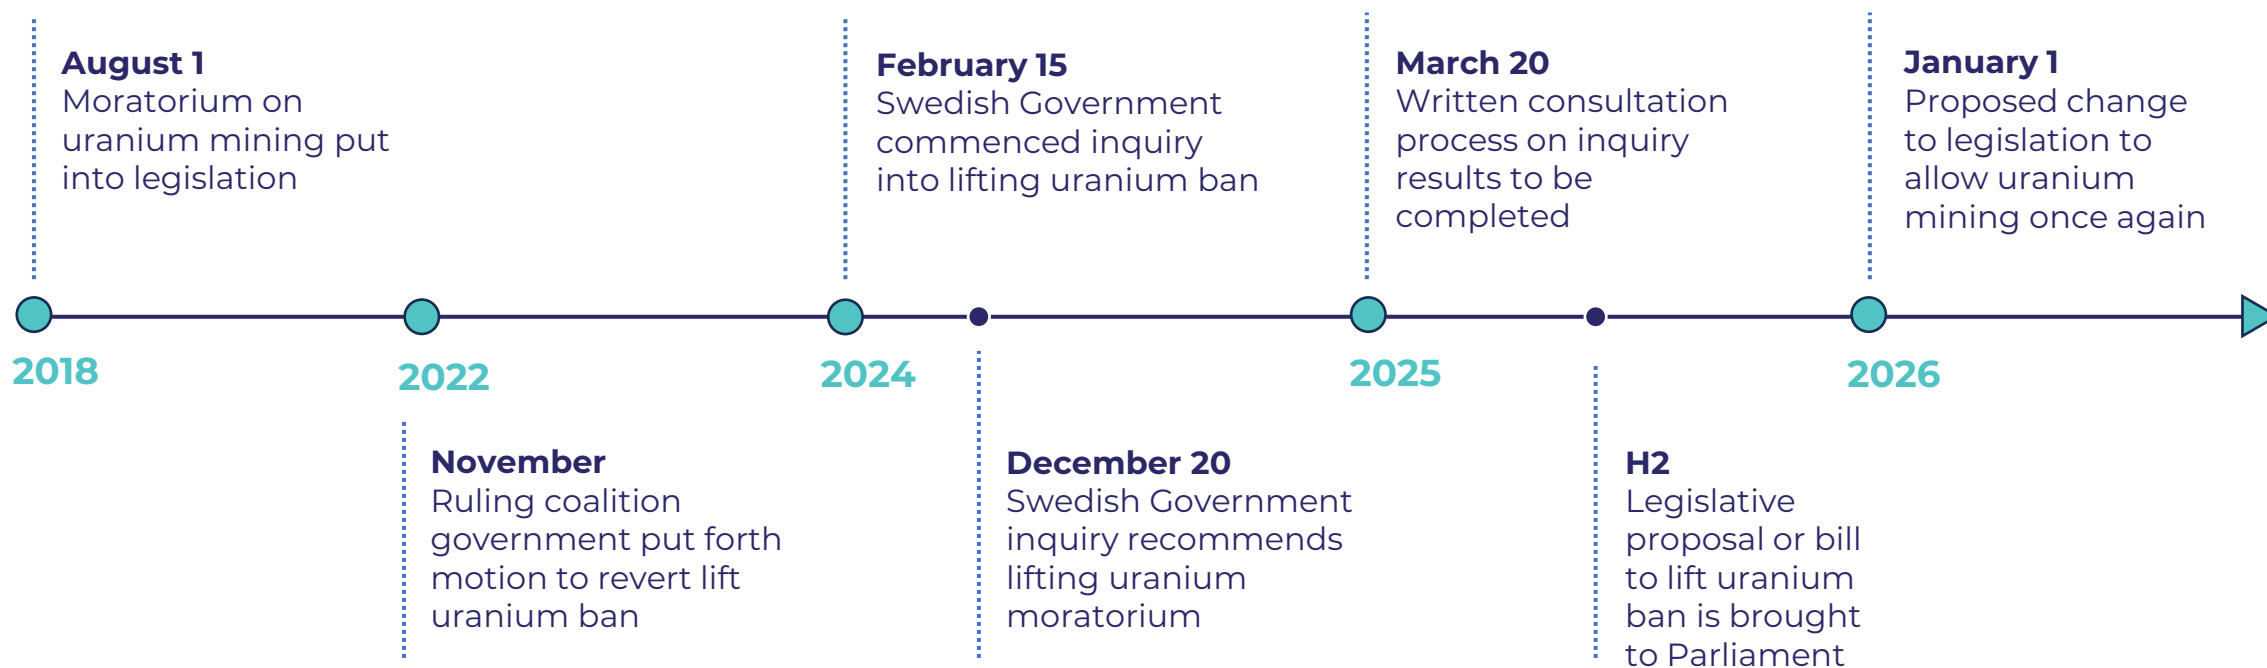 August 1
Moratorium on
uranium mining put
into legislation
February 15
Swedish Government
commenced inquiry
into lifting uranium ban
March 20
Written consultation
process on inquiry
results to be
completed
January 1
Proposed change
to legislation to
allow uranium
mining once again
2018
2022
2024
2025
2026
November
Ruling coalition
government put forth
motion to revert lift
uranium ban
December 20
Swedish Government
inquiry recommends
lifting uranium
moratorium
H2
Legislative
proposal or bill
to lift uranium
ban is brought
to Parliament